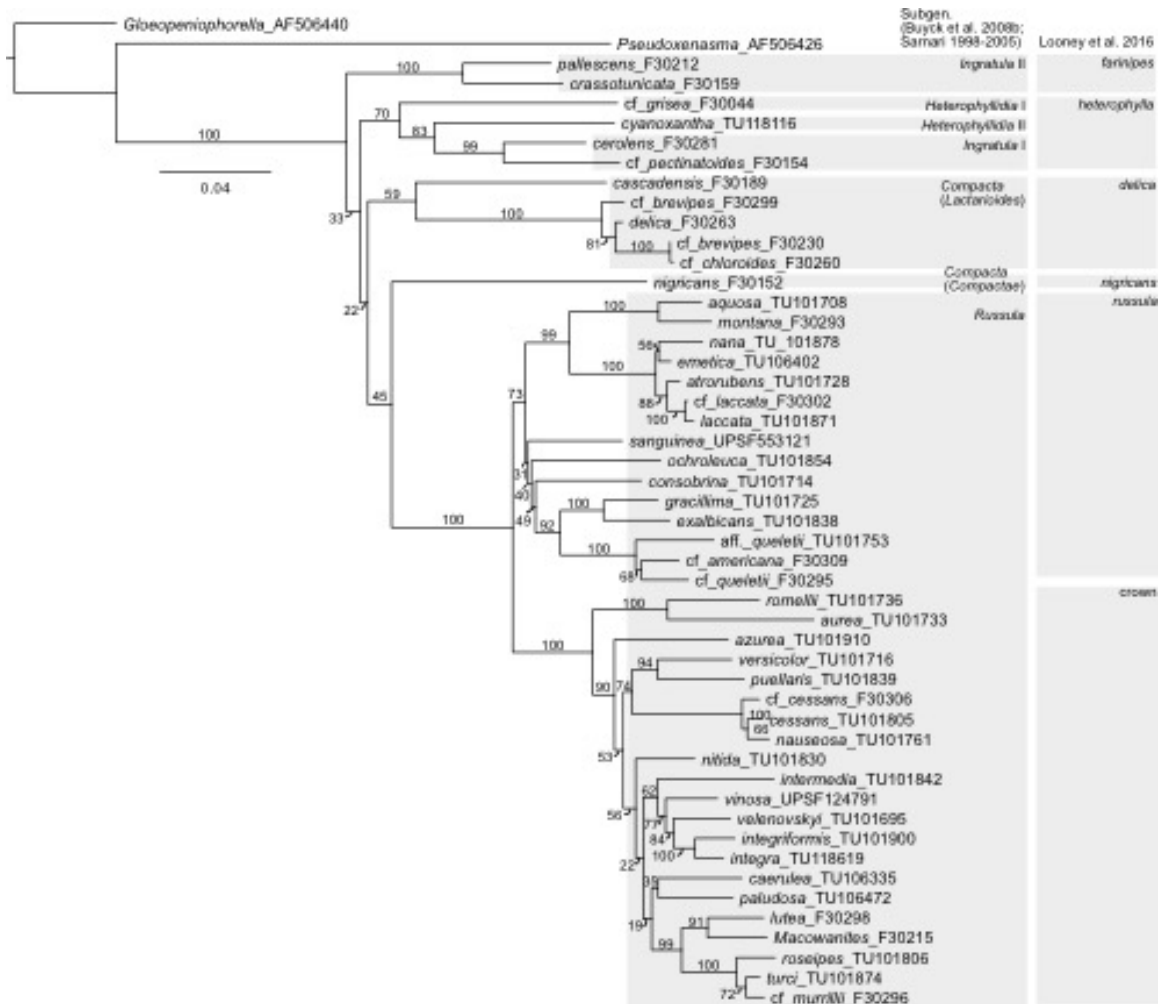 Gloeopeniophorella_AF506440
Subgen.
(Buyck et al. 2008b;
Sarnari 1998-2005) Looney et al. 2016
Pseudoxenasma_AF506426
100 pallescens_F30212 Ingratula II farinipes
crassotunicata_F30159
70 cf_grisea_F30044 Heterophyllidia I heterophylla
83 cyanoxantha_TU118116 Heterophyllidia II
100
99 cerolens_F30281 Ingratula I
cf_pectinatoides_F30154
0.04
59 cascadensis_F30189 Compacta delica
33 100 cf_brevipes_F30299 (Lactarioides)
81 delica_F30263
100 cf_brevipes_F30230
cf_chloroides_F30260
Compacta
nigricans_F30152 (Compactae) nigricans
22 100 aquosa_TU101708 russula
montana_F30293 Russula
99
56 nana_TU_101878
100 emetica_TU106402
atrorubens_TU101728
45 73 88 cf_laccata_F30302
100 laccata_TU101871
sanguinea_UPSF553121
31 ochroleuca_TU101854
40 consobrina_TU101714
49 100 gracillima_TU101725
100 92 exalbicans_TU101838
100 aff._queletii_TU101753
cf_americana_F30309
68 cf_queletii_F30295
crown
100 romellii_TU101736
aurea_TU101733
100 azurea_TU101910
94 versicolor_TU101716
90 74 puellaris_TU101839
cf_cessans_F30306
100 cessans_TU101805
66 nauseosa_TU101761
53 nitida_TU101830
62 intermedia_TU101842
56 vinosa_UPSF124791
77 velenovskyi_TU101695
84 integriformis_TU101900
22 100 integra_TU118619
caerulea_TU106335
paludosa_TU106472
19 91 lutea_F30298
99 Macowanites_F30215
100 roseipes_TU101806
turci_TU101874
72 cf_murrillii_F30296